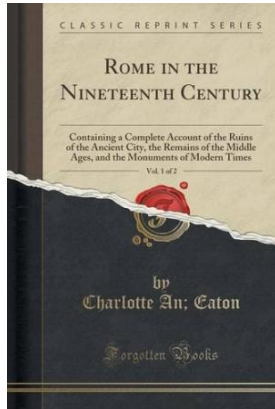 CLASSIC REPRINT SERIES
ROME IN THE
NINETEENTH CENTURY
Containing a Complete Account of the Ruins
of the Ancient City, the Remains of the Middle
Ages, and the Monuments of Modern Times
Vol. 1 of 2
by
Charlotte An; Eaton
Forgotten Books